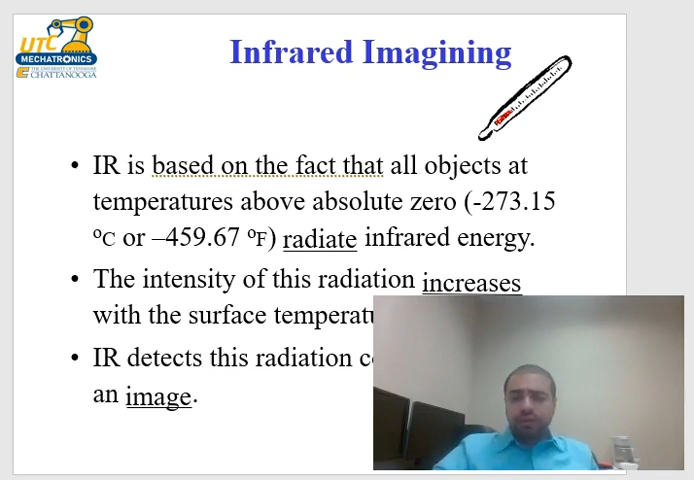 UTC
MECHATRONICS
THE UNIVERSITY OF TENNESSEE
CHATTANOOGA
Infrared Imagining
• IR is based on the fact that all objects at
temperatures above absolute zero (-273.15
ºC or –459.67 ºF) radiate infrared energy.
• The intensity of this radiation increases
with the surface
• IR detects this radiation
an image.